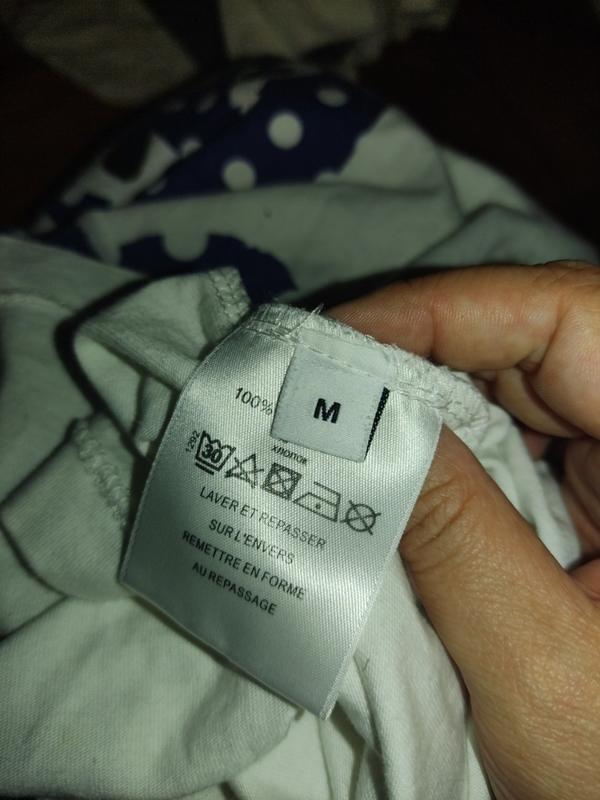 100%
M
хлопок
30
LAVER ET REPASSER
SUR L'ENVERS
REMETTRE EN FORME
AU REPASSAGE